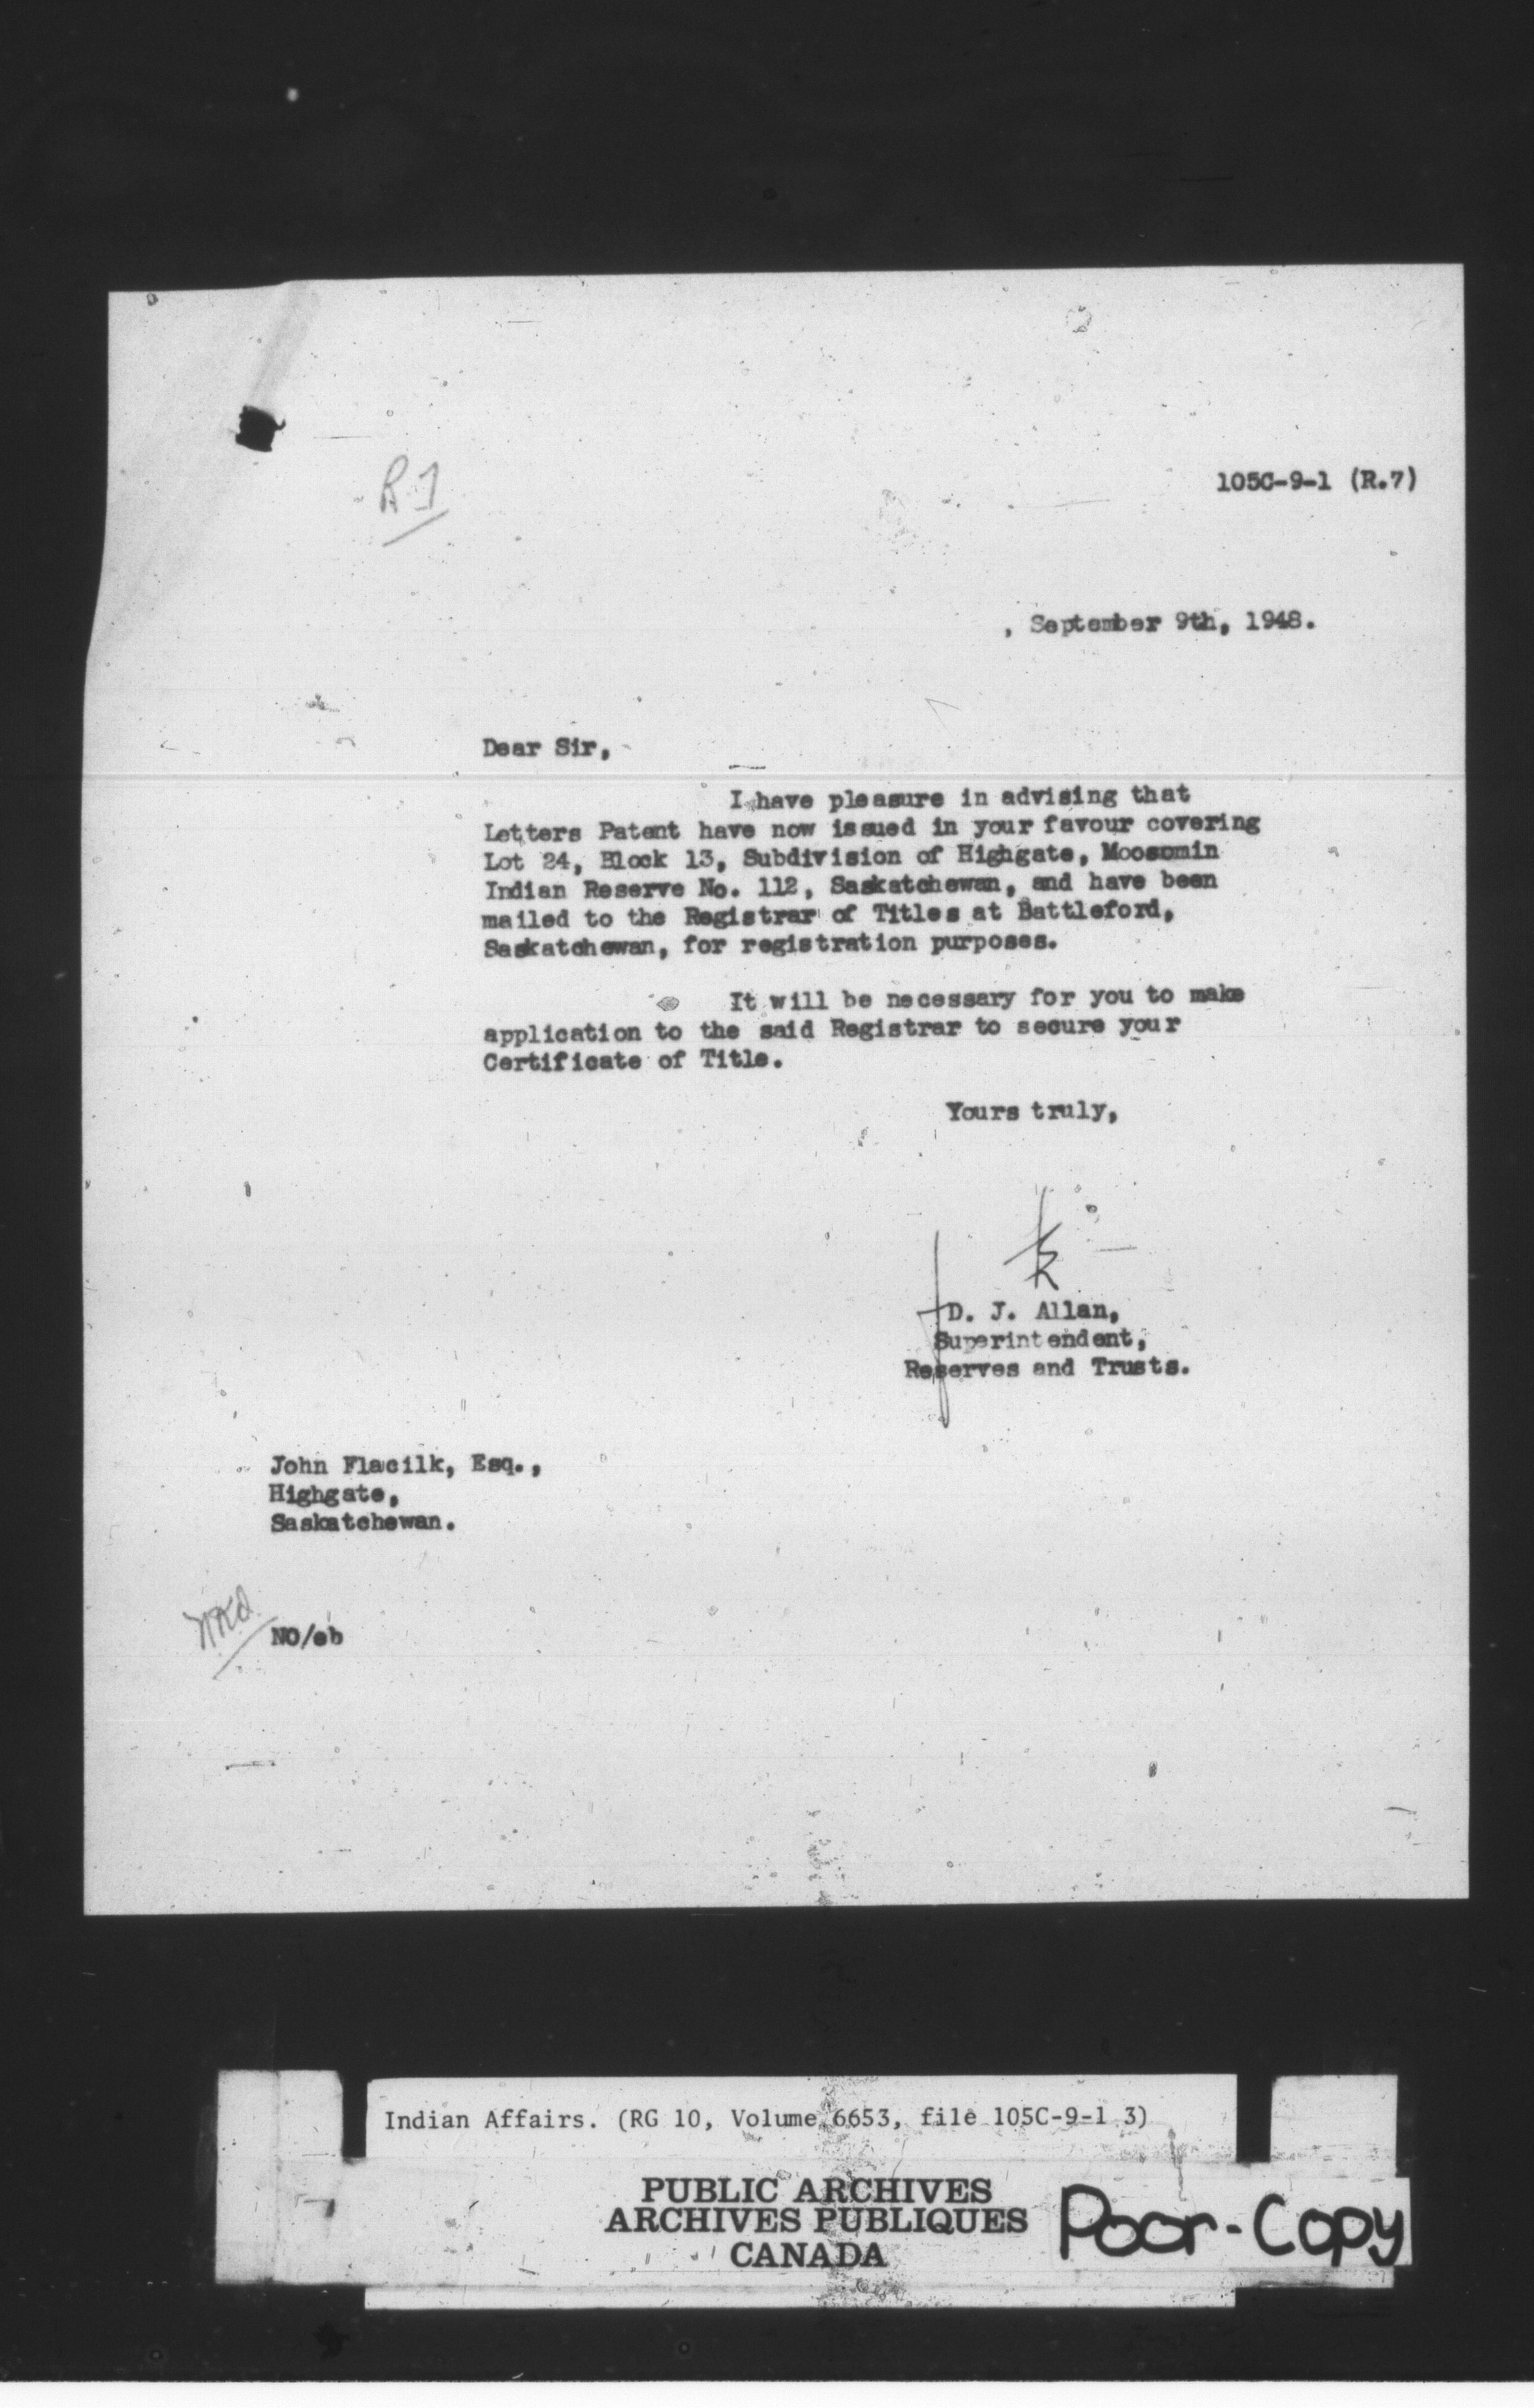 R 7
105C-9-1 (R.7)
, September 9th, 1948.
Dear Sir,
I have pleasure in advising that
Letters Patent have now issued in your favour covering
Lot 24, Block 13, Subdivision of Highgate, Moosomin
Indian Reserve No. 112, Saskatchewan, and have been
mailed to the Registrar of Titles at Battleford,
Saskatchewan, for registration purposes.
It will be necessary for you to make
application to the said Registrar to secure your
Certificate of Title.
Yours truly,
D. J. Allan,
Superintendent,
Reserves and Trusts.
John Flacilk, Esq.,
Highgate,
Saskatchewan.
NO/eb
Indian Affairs. (RG 10, Volume 6653, file 105C-9-1 3)
PUBLIC ARCHIVES
ARCHIVES PUBLIQUES
CANADA
Poor-Copy